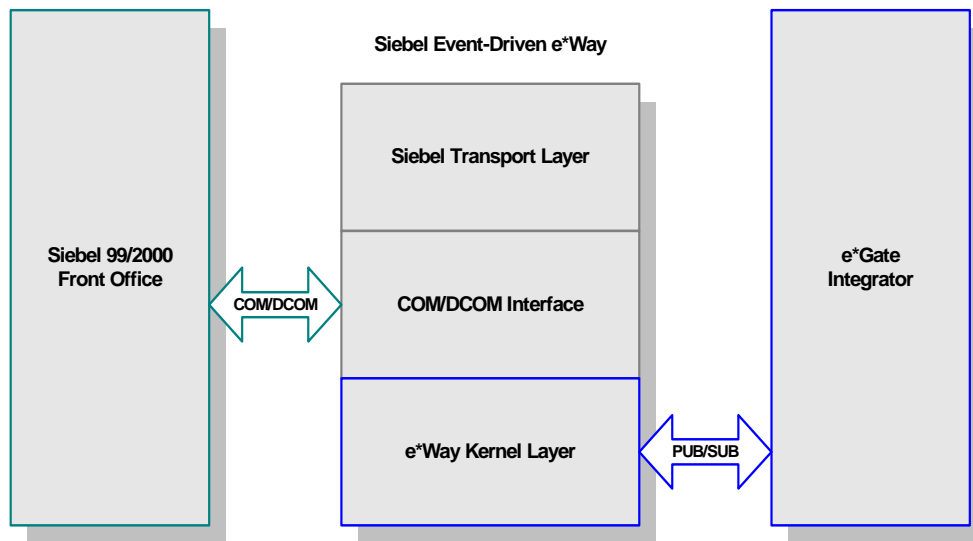 Siebel Event-Driven e*Way
Siebel Transport Layer
Siebel 99/2000
Front Office
COM/DCOM
COM/DCOM Interface
e*Way Kernel Layer
PUB/SUB
e*Gate
Integrator